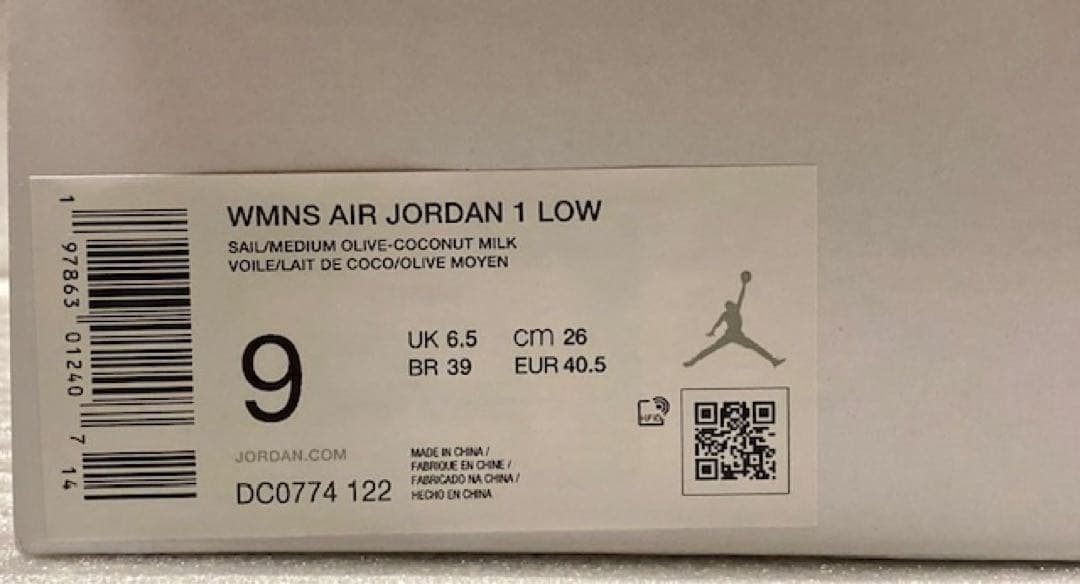 WMNS AIR JORDAN 1 LOW
SAIL/MEDIUM OLIVE-COCONUT MILK
VOILE/LAIT DE COCO/OLIVE MOYEN
9
UK 6.5 cm 26
BR 39 EUR 40.5
JORDAN.COM
DC0774 122
MADE IN CHINA /
FABRIQUE EN CHINE /
FABRICADO NA CHINA /
HECHO EN CHINA
1 97863 01240 7 14
RFID